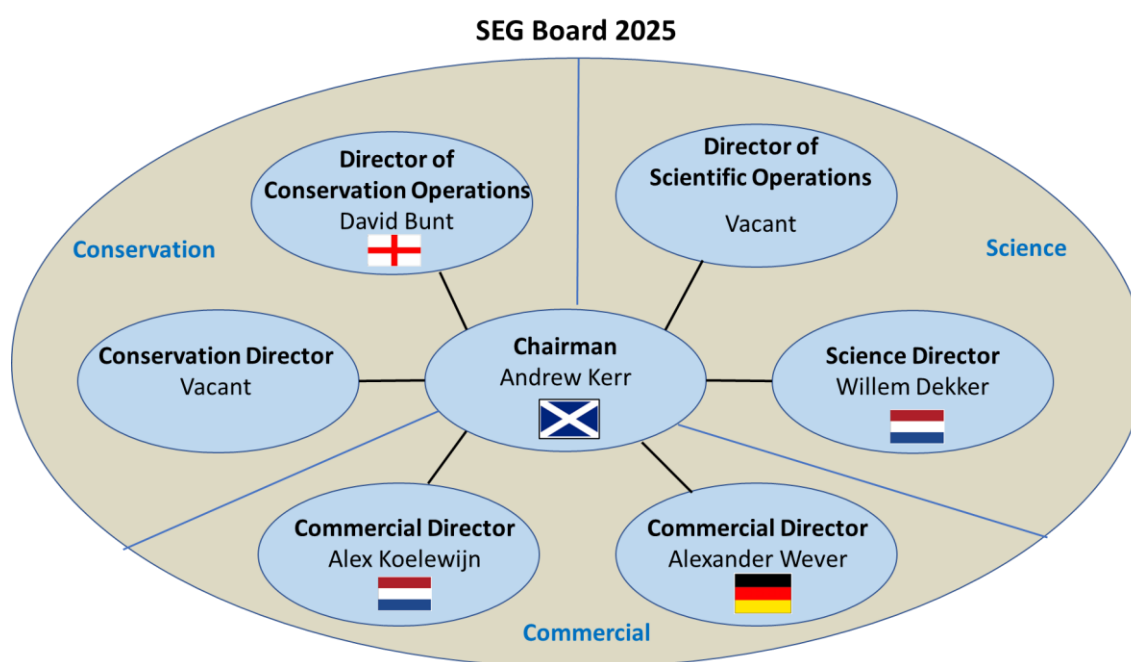 SEG Board 2025
Director of
Conservation Operations
David Bunt
Director of
Scientific Operations
Vacant
Conservation
Science
Conservation Director
Vacant
Chairman
Andrew Kerr
Science Director
Willem Dekker
Commercial Director
Alex Koelewijn
Commercial Director
Alexander Wever
Commercial